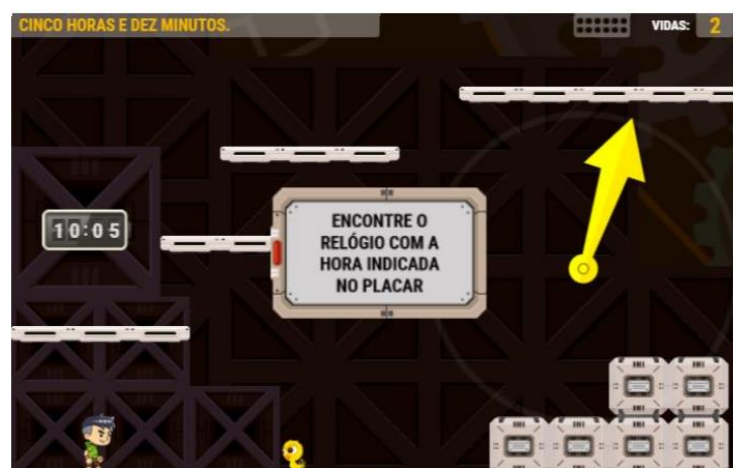 CINCO HORAS E DEZ MINUTOS.
VIDAS: 2
10:05
ENCONTRE O
RELÓGIO COM A
HORA INDICADA
NO PLACAR